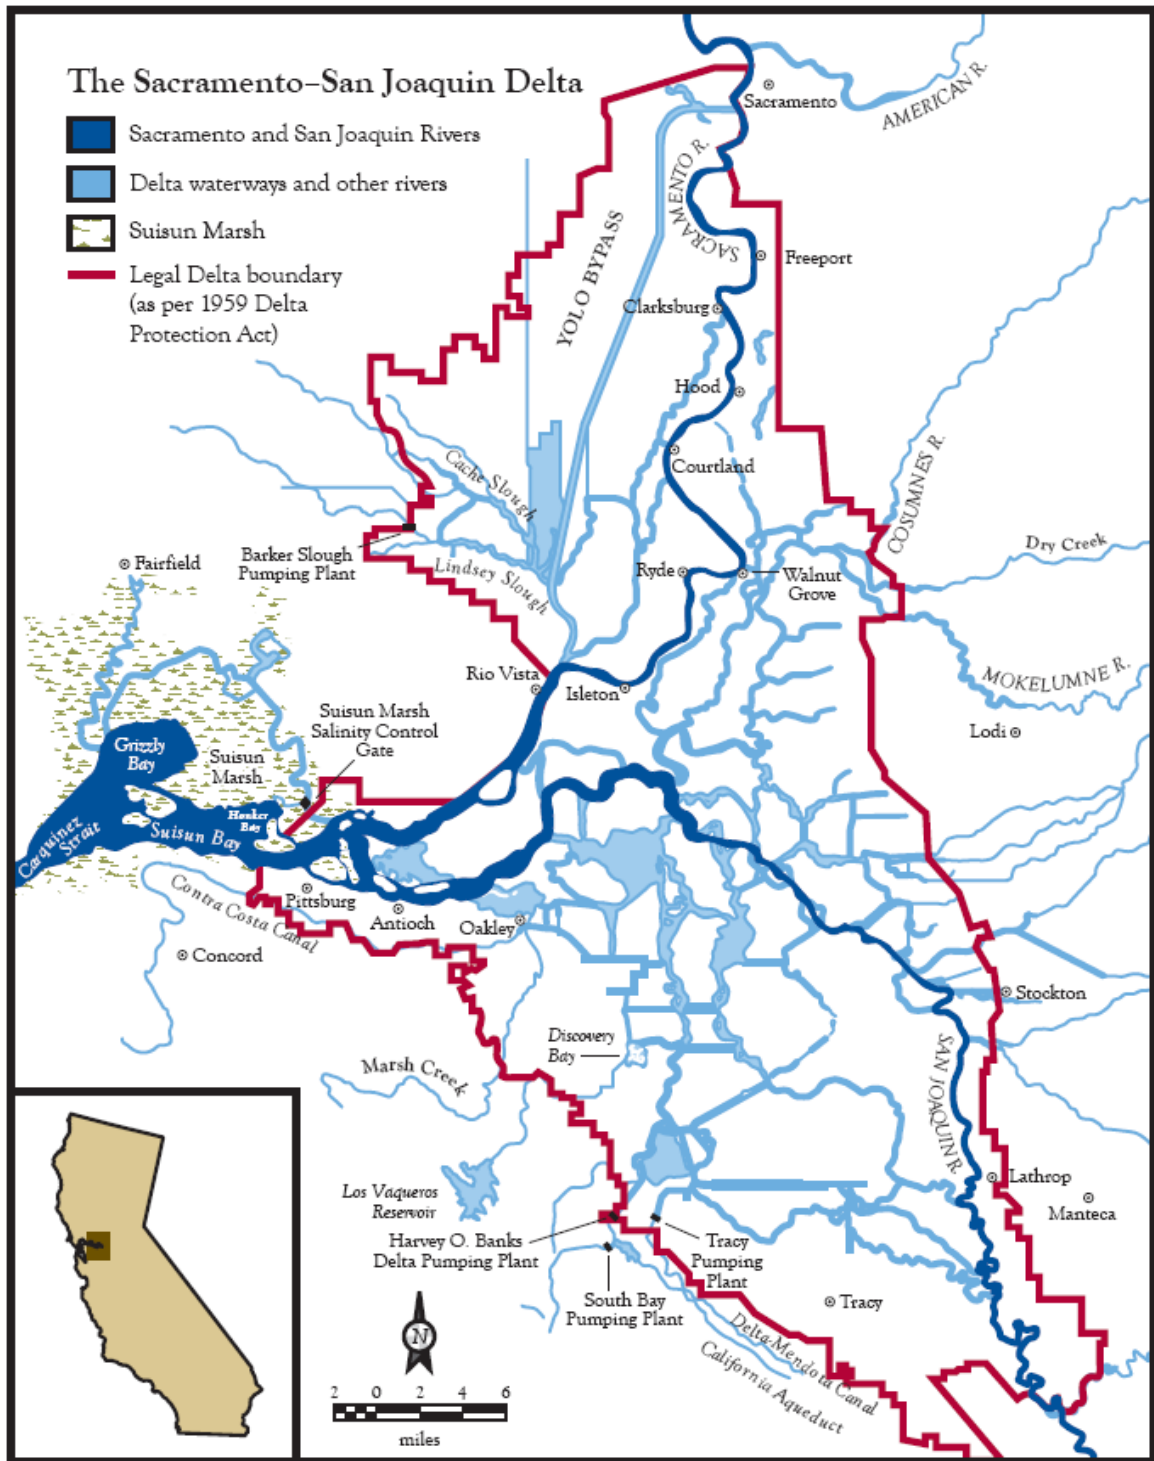 The Sacramento–San Joaquin Delta
Sacramento and San Joaquin Rivers
Delta waterways and other rivers
Suisun Marsh
Legal Delta boundary
(as per 1959 Delta
Protection Act)
Sacramento
AMERICAN R.
SACRAMENTO R.
YOLO BYPASS
Freeport
Clarksburg
Hood
Courtland
Cache Slough
COSUMNES R.
Barker Slough
Pumping Plant
Lindsey Slough
Fairfield
Ryde
Walnut
Grove
Dry Creek
Rio Vista
Isleton
MOKELUMNE R.
Lodi
Suisun Marsh
Salinity Control
Gate
Grizzly
Bay
Suisun
Marsh
Honker
Bay
Suisun Bay
Carquinez
Strait
Contra Costa Canal
Pittsburg
Antioch
Oakley
Concord
Stockton
Discovery
Bay
Marsh Creek
SAN JOAQUIN R.
Lathrop
Manteca
Los Vaqueros
Reservoir
Harvey O. Banks
Delta Pumping Plant
Tracy
Pumping
Plant
South Bay
Pumping Plant
Tracy
Delta-Mendota Canal
California Aqueduct
N
2 0 2 4 6
miles